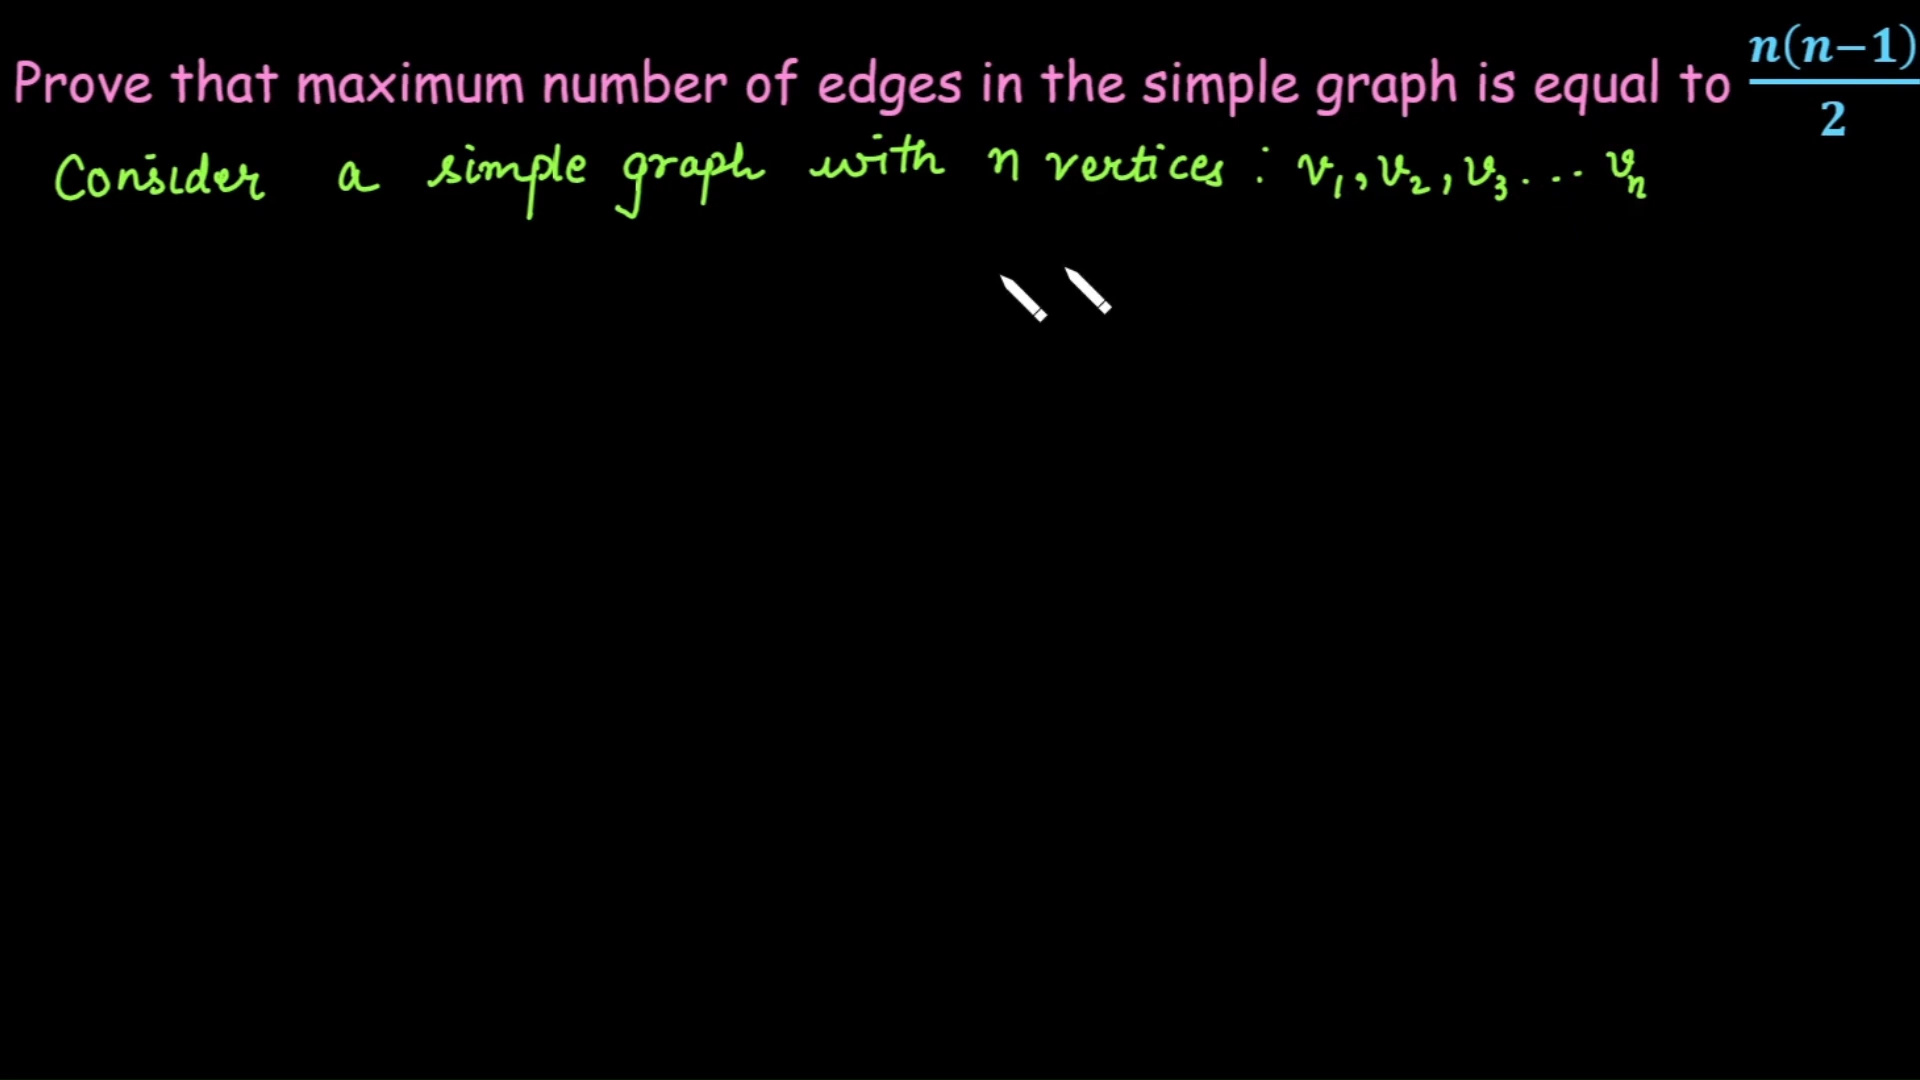 Prove that maximum number of edges in the simple graph is equal to n(n−1)/2
Consider a simple graph with n vertices : v₁, v₂, v₃ . ... vₙ